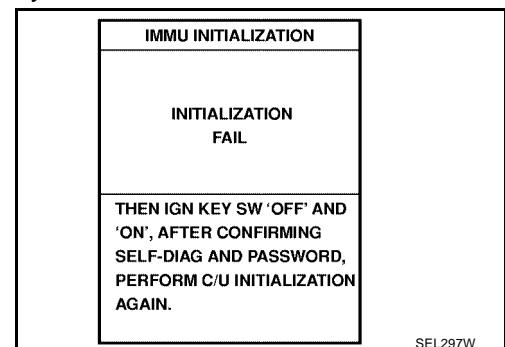 IMMU INITIALIZATION
INITIALIZATION
FAIL
THEN IGN KEY SW 'OFF' AND
'ON', AFTER CONFIRMING
SELF-DIAG AND PASSWORD,
PERFORM C/U INITIALIZATION
AGAIN.
SEL297W